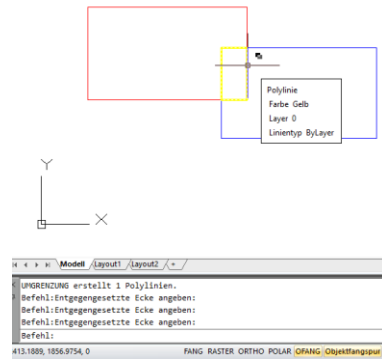 Polylinie
Farbe Gelb
Layer 0
Linientyp ByLayer
Y
X
Modell Layout1 Layout2 +
UMGRENZUNG erstellt 1 Polylinien.
Befehl:Entgegengesetzte Ecke angeben:
Befehl:Entgegengesetzte Ecke angeben:
Befehl:Entgegengesetzte Ecke angeben:
Befehl:
413.1889, 1856.9754, 0 FANG RASTER ORTHO POLAR OFANG Objektfangspur